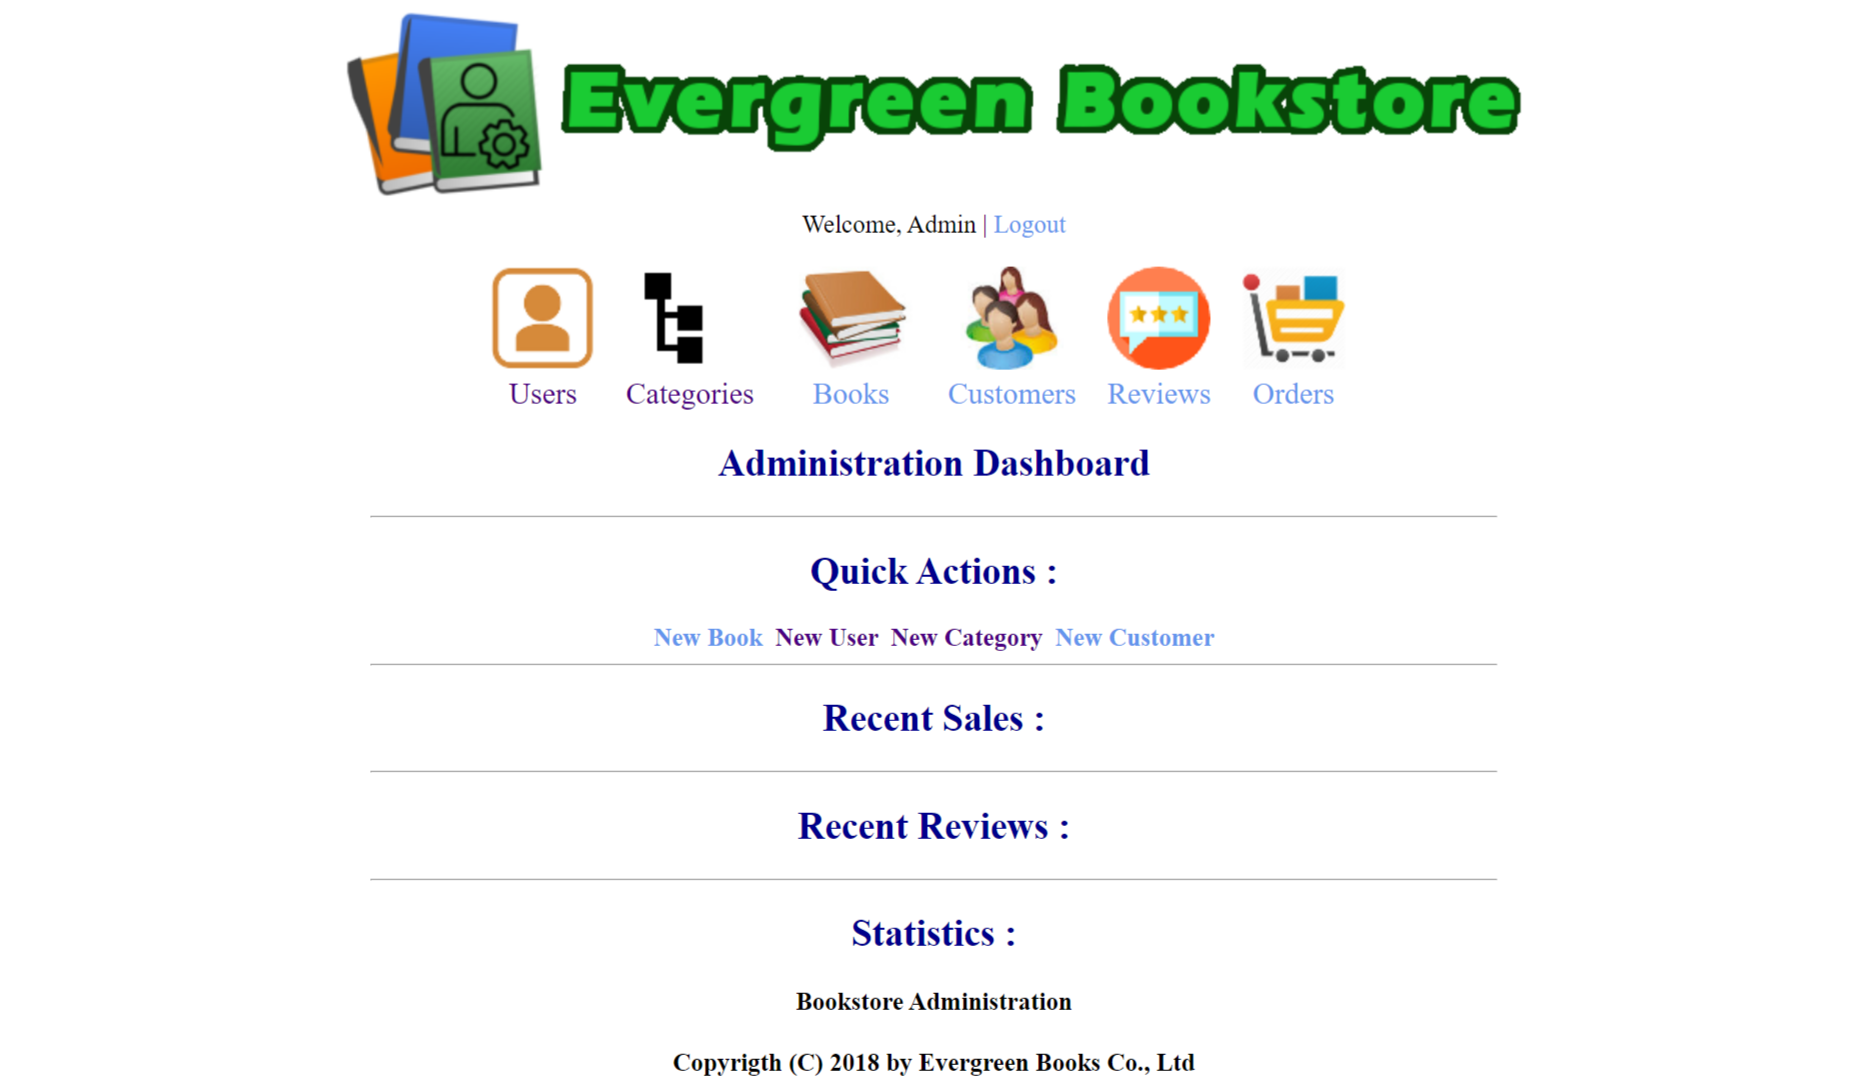 Evergreen Bookstore
Welcome, Admin | Logout
Users Categories Books Customers Reviews Orders
Administration Dashboard
Quick Actions :
New Book New User New Category New Customer
Recent Sales :
Recent Reviews :
Statistics :
Bookstore Administration
Copyrigth (C) 2018 by Evergreen Books Co., Ltd